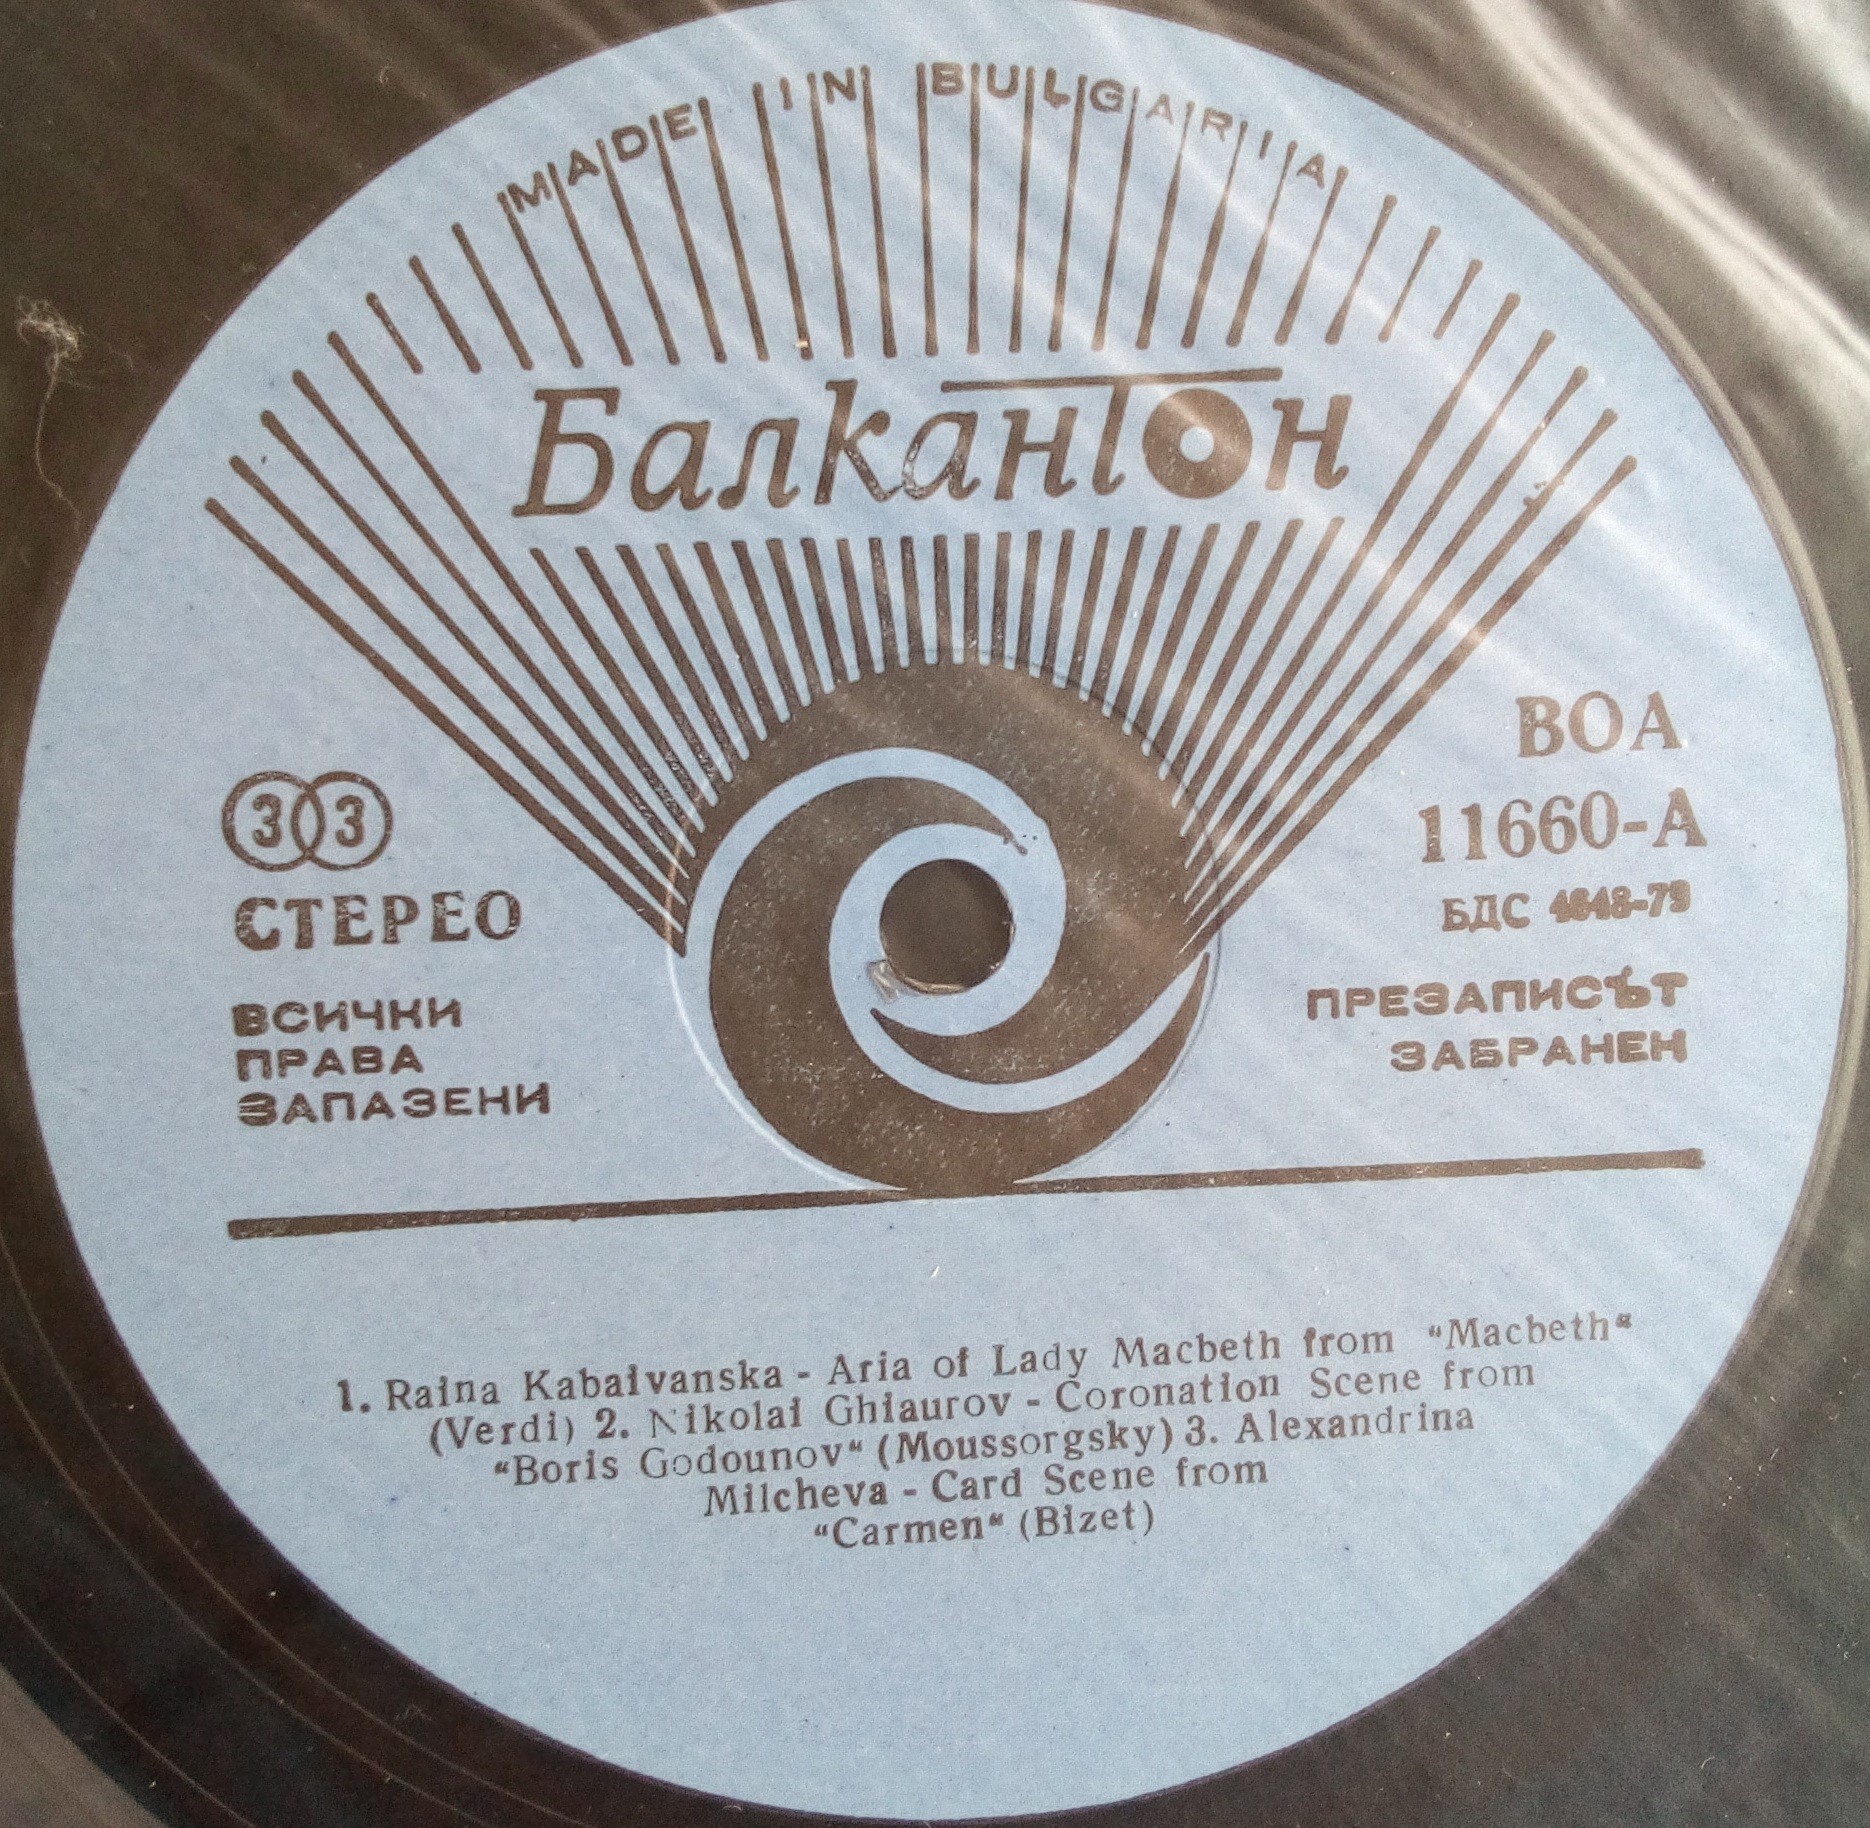 MADE IN BULGARIA
Балкантон
33
СТЕРЕО
ВСИЧКИ
ПРАВА
ЗАПАЗЕНИ
ВОА
11660-А
БДС
ПРЕЗАПИСЪТ
ЗАБРАНЕН
1. Raina Kabaivanska - Aria of Lady Macbeth from “Macbeth“
(Verdi) 2. Nikolai Ghiaurov - Coronation Scene from
“Boris Godounov“ (Moussorgsky) 3. Alexandrina
Milcheva - Card Scene from
“Carmen“ (Bizet)